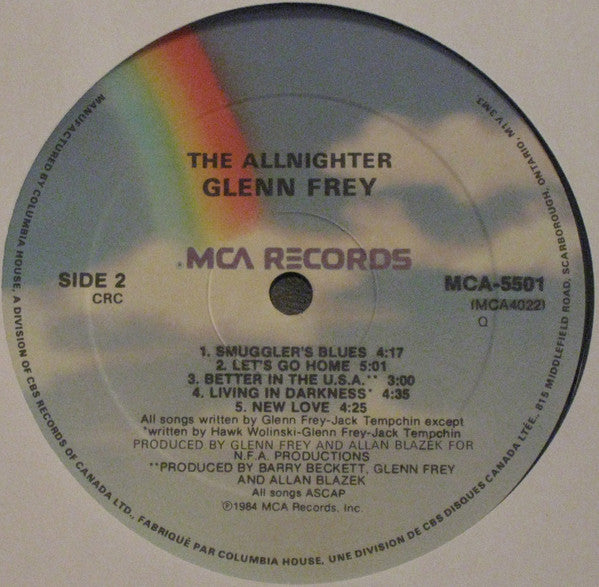 THE ALLNIGHTER
GLENN FREY
MCA RECORDS
SIDE 2
CRC
MCA-5501
(MCA4022)
Q
1. SMUGGLER'S BLUES 4:17
2. LET'S GO HOME 5:01
3. BETTER IN THE U.S.A.** 3:00
4. LIVING IN DARKNESS* 4:35
5. NEW LOVE 4:25
All songs written by Glenn Frey-Jack Tempchin except
*written by Hawk Wolinski-Glenn Frey-Jack Tempchin
PRODUCED BY GLENN FREY AND ALLAN BLAZEK FOR
N.F.A. PRODUCTIONS
**PRODUCED BY BARRY BECKETT, GLENN FREY
AND ALLAN BLAZEK
All songs ASCAP
℗1984 MCA Records, Inc.
MANUFACTURED BY COLUMBIA HOUSE, A DIVISION OF CBS RECORDS OF CANADA LTD., FABRIQUÉ PAR COLUMBIA HOUSE, UNE DIVISION DE CBS DISQUES CANADA LTÉE., 815 MIDDLEFIELD ROAD, SCARBOROUGH, ONTARIO, M1V 3M3